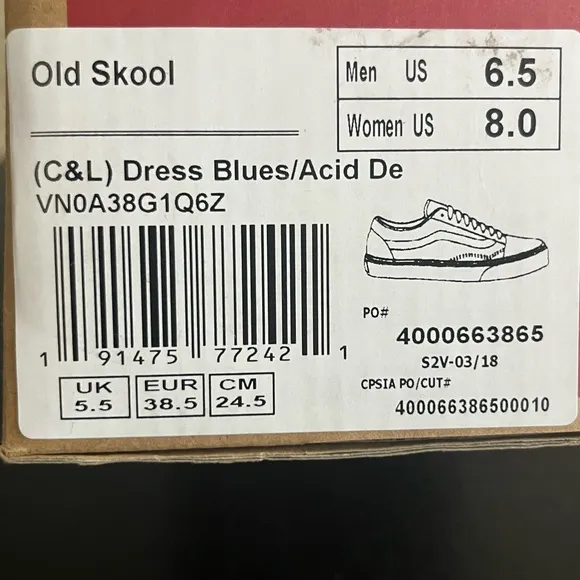 Old Skool
Men US 6.5
Women US 8.0
(C&L) Dress Blues/Acid De
VN0A38G1Q6Z
1 91475 77242 1
PO#
4000663865
S2V-03/18
CPSIA PO/CUT#
400066386500010
UK EUR CM
5.5 38.5 24.5